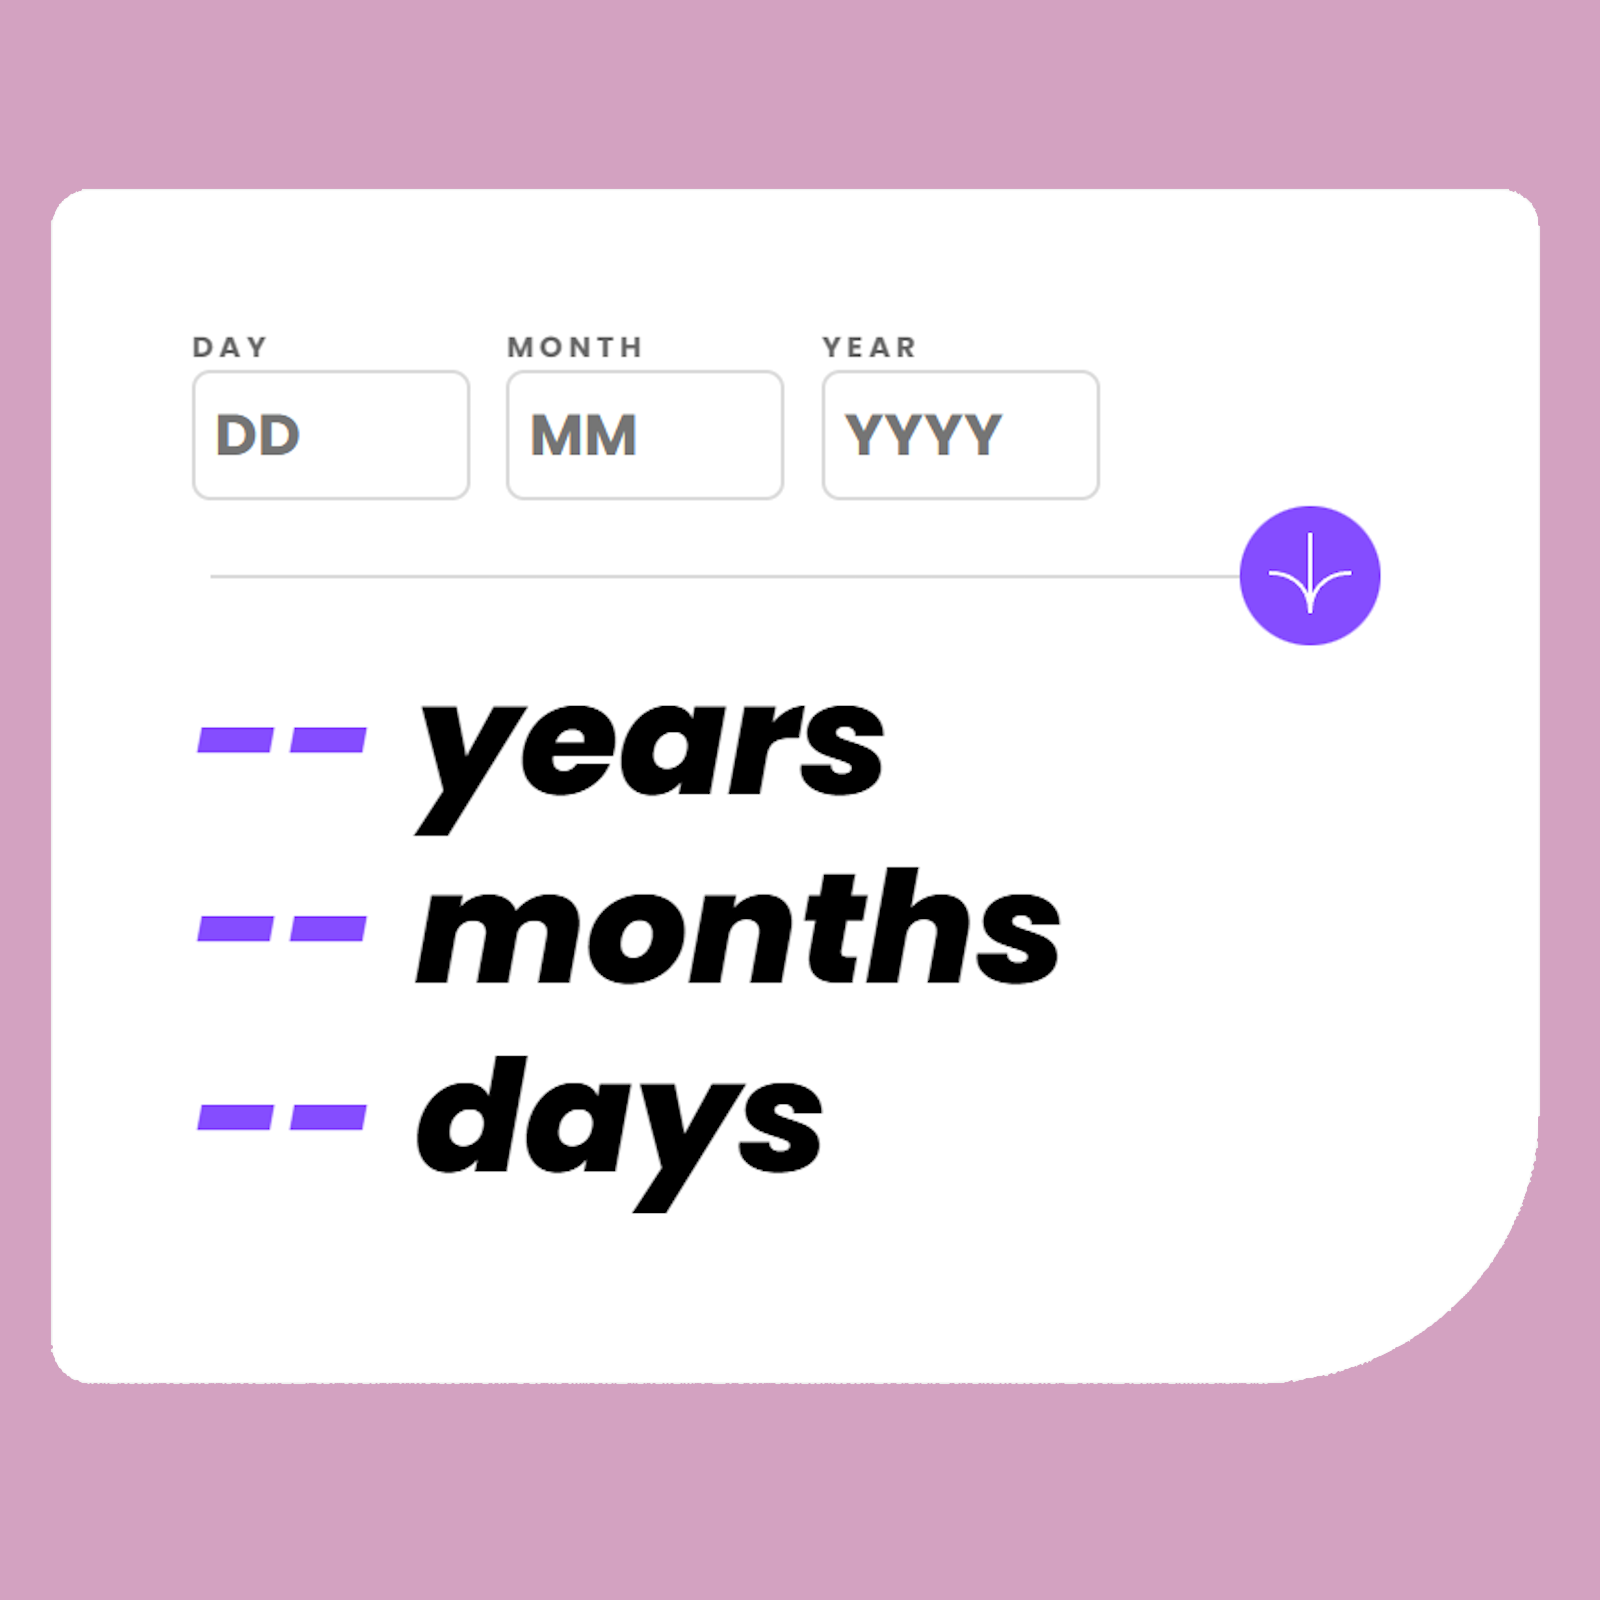 DAY MONTH YEAR
DD MM YYYY
-- years
-- months
-- days